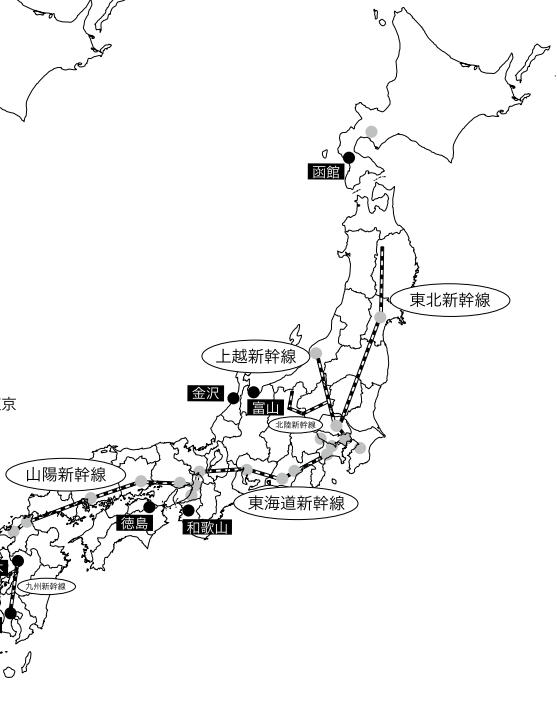 函館
東北新幹線
上越新幹線
金沢
富山
京
北陸新幹線
山陽新幹線
東海道新幹線
徳島
和歌山
九州新幹線